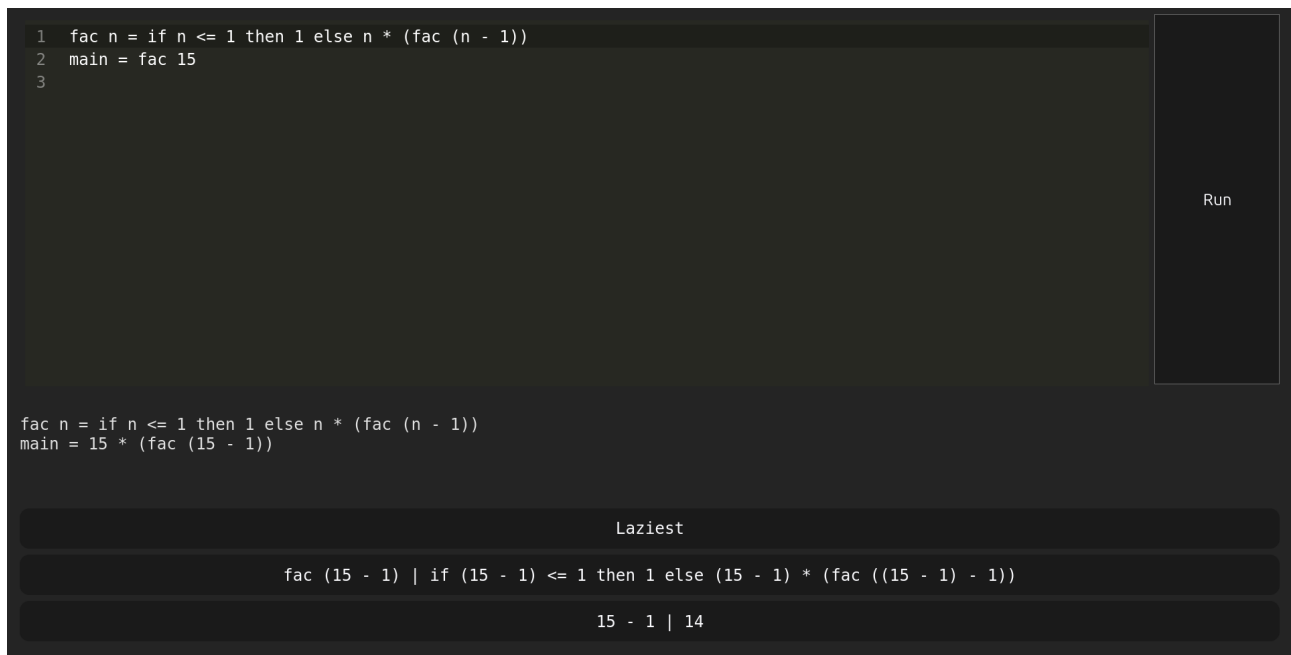 1 fac n = if n <= 1 then 1 else n * (fac (n - 1))
2 main = fac 15
3
Run
fac n = if n <= 1 then 1 else n * (fac (n - 1))
main = 15 * (fac (15 - 1))
Laziest
fac (15 - 1) | if (15 - 1) <= 1 then 1 else (15 - 1) * (fac ((15 - 1) - 1))
15 - 1 | 14